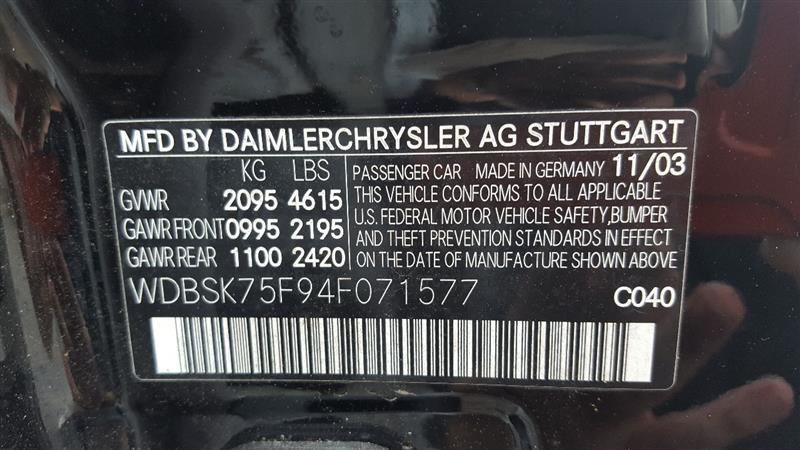 MFD BY DAIMLERCHRYSLER AG STUTTGART
KG LBS
GVWR 2095 4615
GAWR FRONT 0995 2195
GAWR REAR 1100 2420
PASSENGER CAR MADE IN GERMANY 11/03
THIS VEHICLE CONFORMS TO ALL APPLICABLE
U.S. FEDERAL MOTOR VEHICLE SAFETY,BUMPER
AND THEFT PREVENTION STANDARDS IN EFFECT
ON THE DATE OF MANUFACTURE SHOWN ABOVE
WDBSK75F94F071577 C040